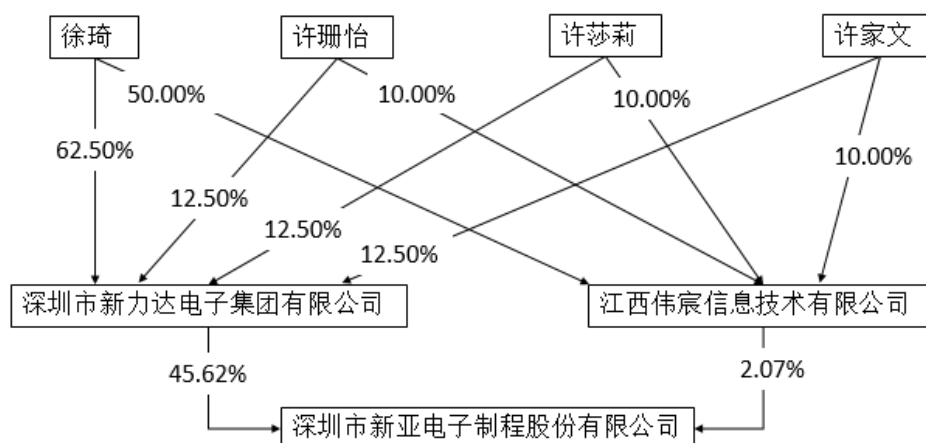 徐琦 许珊怡 许莎莉 许家文
50.00% 10.00% 10.00%
62.50% 10.00%
12.50%
12.50%
12.50%
深圳市新力达电子集团有限公司 江西伟宸信息技术有限公司
45.62% 2.07%
深圳市新亚电子制程股份有限公司